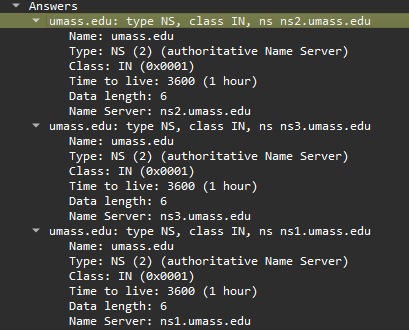 Answers
umass.edu: type NS, class IN, ns ns2.umass.edu
Name: umass.edu
Type: NS (2) (authoritative Name Server)
Class: IN (0x0001)
Time to live: 3600 (1 hour)
Data length: 6
Name Server: ns2.umass.edu
umass.edu: type NS, class IN, ns ns3.umass.edu
Name: umass.edu
Type: NS (2) (authoritative Name Server)
Class: IN (0x0001)
Time to live: 3600 (1 hour)
Data length: 6
Name Server: ns3.umass.edu
umass.edu: type NS, class IN, ns ns1.umass.edu
Name: umass.edu
Type: NS (2) (authoritative Name Server)
Class: IN (0x0001)
Time to live: 3600 (1 hour)
Data length: 6
Name Server: ns1.umass.edu